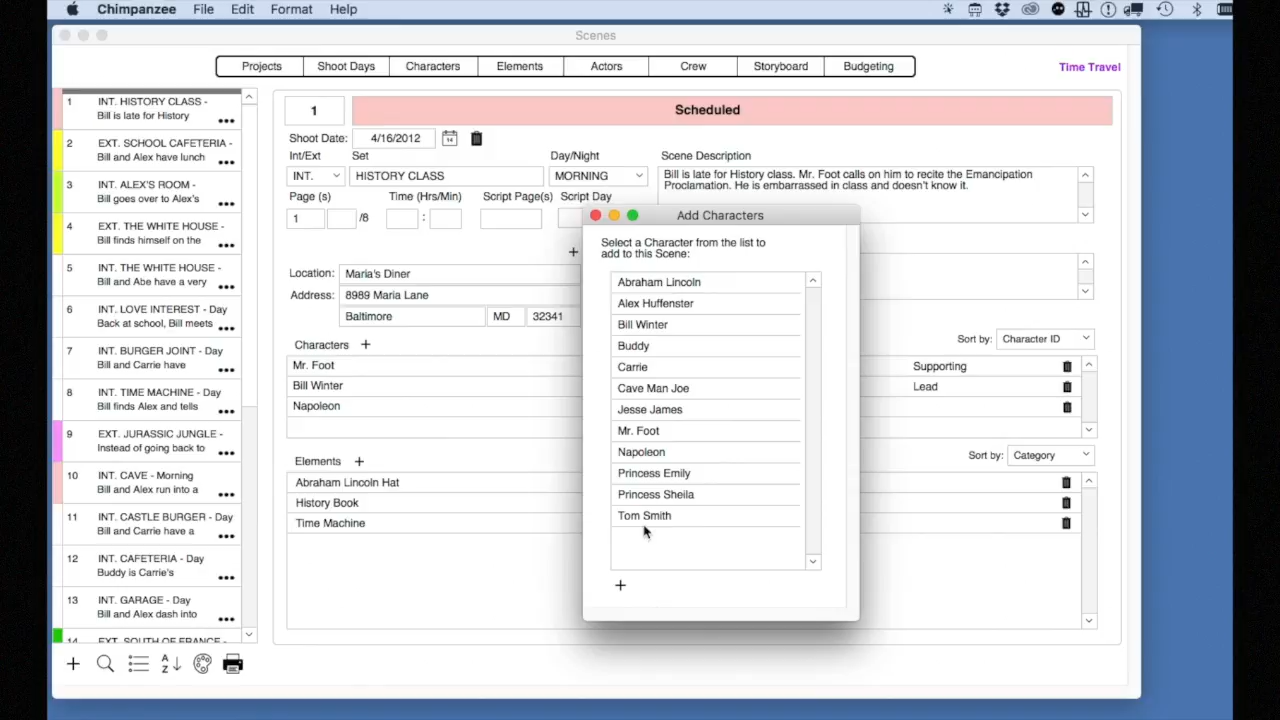 Chimpanzee File Edit Format Help
Scenes
Projects Shoot Days Characters Elements Actors Crew Storyboard Budgeting
Time Travel
1 INT. HISTORY CLASS -
Bill is late for History
2 EXT. SCHOOL CAFETERIA -
Bill and Alex have lunch
3 INT. ALEX'S ROOM -
Bill goes over to Alex's
4 EXT. THE WHITE HOUSE -
Bill finds himself on the
5 INT. THE WHITE HOUSE -
Bill and Abe have a very
6 INT. LOVE INTEREST - Day
Back at school, Bill meets
7 INT. BURGER JOINT - Day
Bill and Carrie have
8 INT. TIME MACHINE - Day
Bill finds Alex and tells
9 EXT. JURASSIC JUNGLE -
Instead of going back to
10 INT. CAVE - Morning
Bill and Alex run into a
11 INT. CASTLE BURGER - Day
Bill and Carrie have a
12 INT. CAFETERIA - Day
Buddy is Carrie's
13 INT. GARAGE - Day
Bill and Alex dash into
14 EXT. SOUTH OF FRANCE -
1 Scheduled
Shoot Date: 4/16/2012
Int/Ext Set Day/Night Scene Description
INT. HISTORY CLASS MORNING
Bill is late for History class. Mr. Foot calls on him to recite the Emancipation
Proclamation. He is embarrassed in class and doesn't know it.
Page (s) Time (Hrs/Min) Script Page(s) Script Day
1 /8 :
Location: Maria's Diner
Address: 8989 Maria Lane
Baltimore MD 32341
Characters +
Sort by: Character ID
Mr. Foot Supporting
Bill Winter Lead
Napoleon
Elements +
Sort by: Category
Abraham Lincoln Hat
History Book
Time Machine
Add Characters
Select a Character from the list to
add to this Scene:
Abraham Lincoln
Alex Huffenster
Bill Winter
Buddy
Carrie
Cave Man Joe
Jesse James
Mr. Foot
Napoleon
Princess Emily
Princess Sheila
Tom Smith